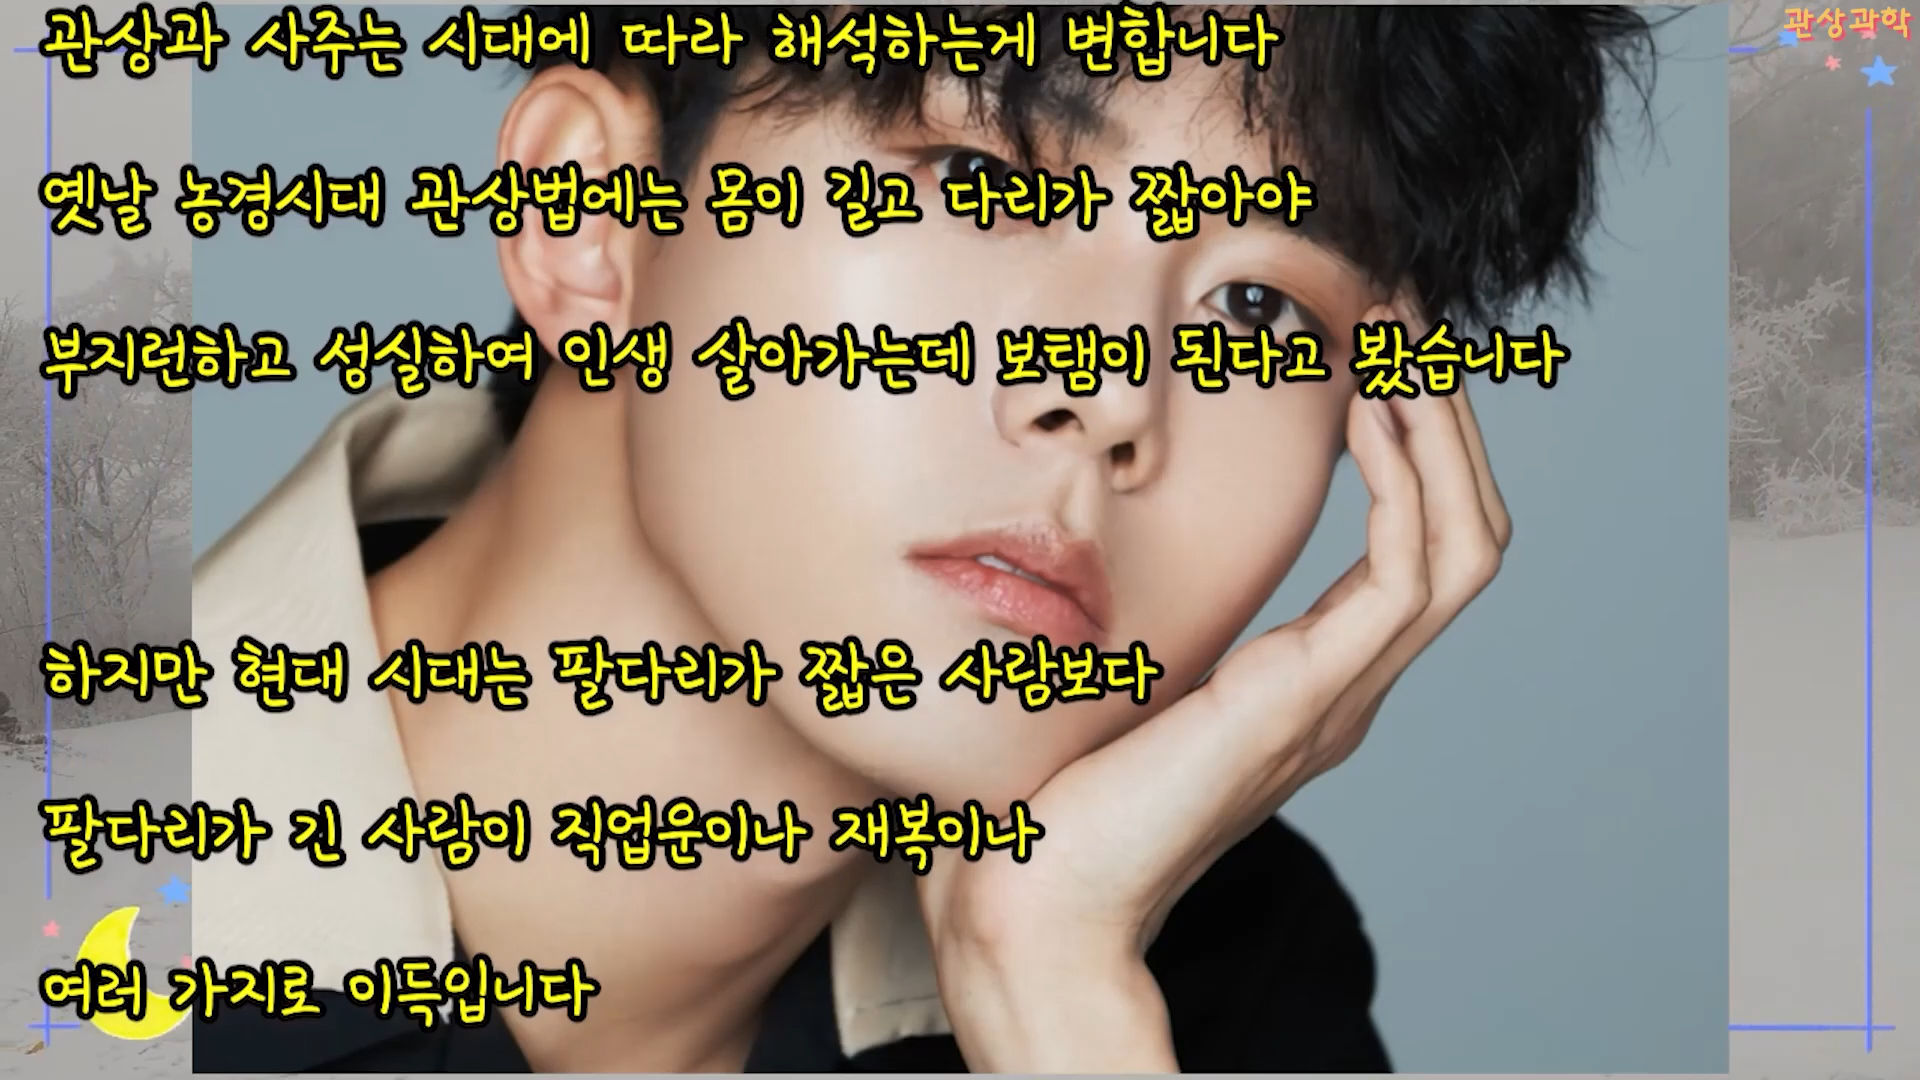 관상과학
관상과 사주는 시대에 따라 해석하는게 변합니다
옛날 농경시대 관상법에는 몸이 길고 다리가 짧아야
부지런하고 성실하여 인생 살아가는데 보탬이 된다고 봤습니다
하지만 현대 시대는 팔다리가 짧은 사람보다
팔다리가 긴 사람이 직업운이나 재복이나
여러 가지로 이득입니다